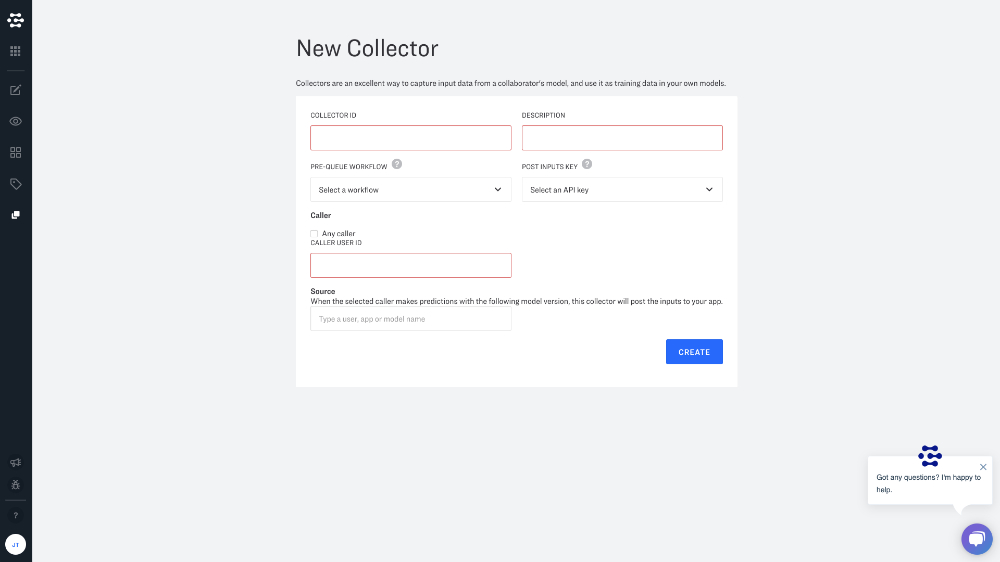 New Collector
Collectors are an excellent way to capture input data from a collaborator's model, and use it as training data in your own models.
COLLECTOR ID
DESCRIPTION
PRE-QUEUE WORKFLOW ?
POST INPUTS KEY ?
Select a workflow
Select an API key
Caller
Any caller
CALLER USER ID
Source
When the selected caller makes predictions with the following model version, this collector will post the inputs to your app.
Type a user, app or model name
CREATE
Got any questions? I'm happy to
help.
?
JT